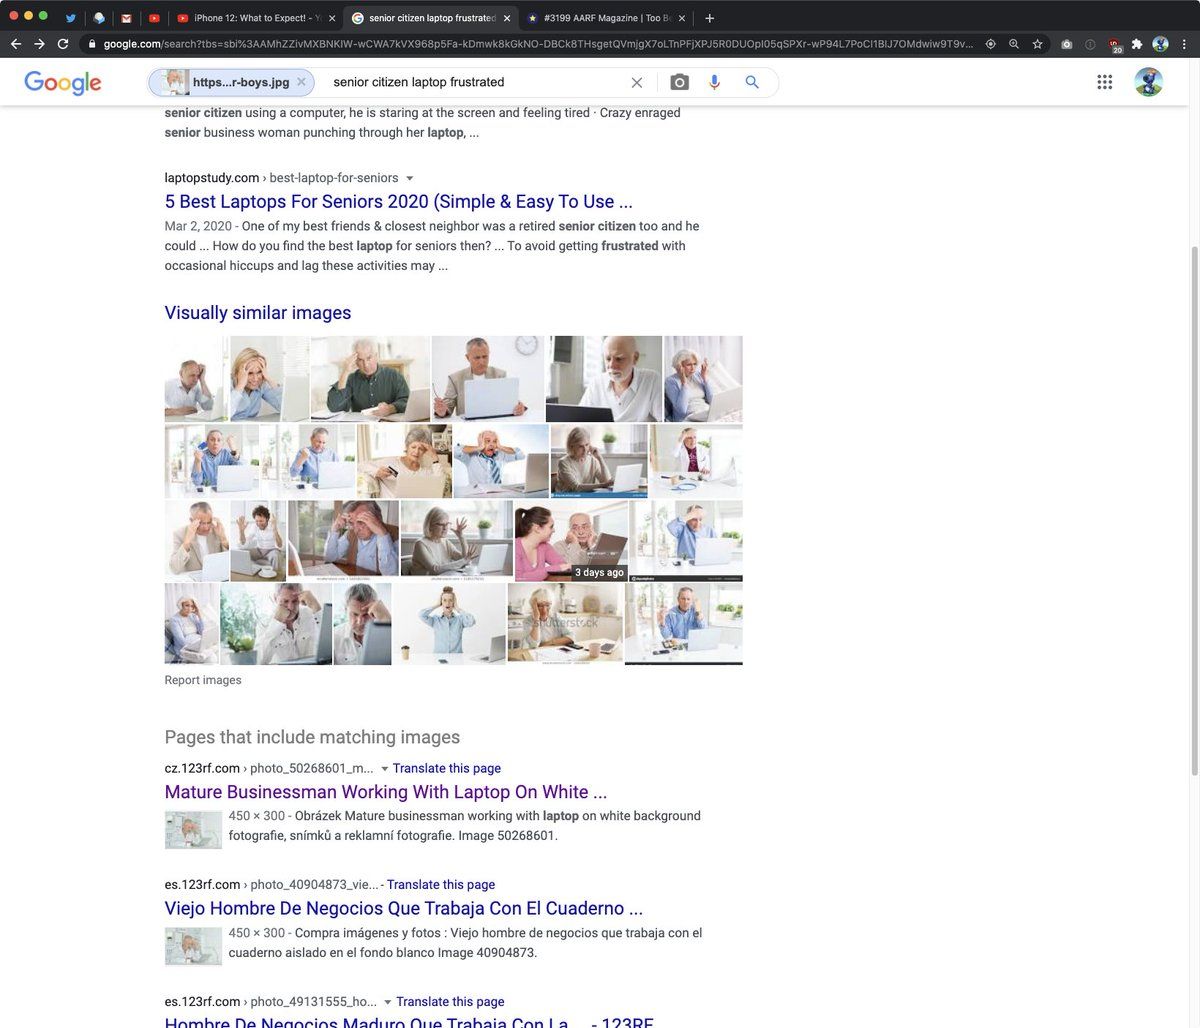 iPhone 12: What to Expect! - Y
senior citizen laptop frustrated
#3199 AARF Magazine | Too B
google.com/search?tbs=sbi%3AAMhZZivMXBNKIW-wCWA7kVX968p5Fa-kDmwk8kGkNO-DBCk8THsgetQVmjgX7oLTnPFjXPJ5R0DUOpI05qSPXr-wP94L7PoCl1BlJ7OMdwiw9T9v...
20
Google
https...r-boys.jpg
senior citizen laptop frustrated
senior citizen using a computer, he is staring at the screen and feeling tired · Crazy enraged
senior business woman punching through her laptop, ...
laptopstudy.com › best-laptop-for-seniors
5 Best Laptops For Seniors 2020 (Simple & Easy To Use ...
Mar 2, 2020 - One of my best friends & closest neighbor was a retired senior citizen too and he
could ... How do you find the best laptop for seniors then? ... To avoid getting frustrated with
occasional hiccups and lag these activities may ...
Visually similar images
3 days ago
shutterstock
Report images
Pages that include matching images
cz.123rf.com › photo_50268601_m... Translate this page
Mature Businessman Working With Laptop On White ...
450 × 300 - Obrázek Mature businessman working with laptop on white background
fotografie, snímků a reklamní fotografie. Image 50268601.
es.123rf.com › photo_40904873_vie... - Translate this page
Viejo Hombre De Negocios Que Trabaja Con El Cuaderno ...
450 × 300 - Compra imágenes y fotos : Viejo hombre de negocios que trabaja con el
cuaderno aislado en el fondo blanco Image 40904873.
es.123rf.com › photo_49131555_ho... Translate this page
Hombre De Negocios Maduro Que Trabaja Con La ... - 123RF